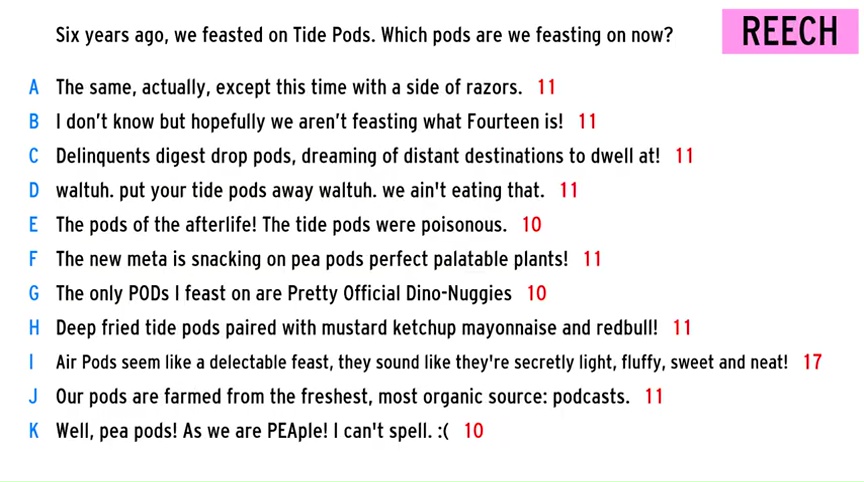 Six years ago, we feasted on Tide Pods. Which pods are we feasting on now?
REECH
A The same, actually, except this time with a side of razors. 11
B I don't know but hopefully we aren't feasting what Fourteen is! 11
C Delinquents digest drop pods, dreaming of distant destinations to dwell at! 11
D waltuh. put your tide pods away waltuh. we ain't eating that. 11
E The pods of the afterlife! The tide pods were poisonous. 10
F The new meta is snacking on pea pods perfect palatable plants! 11
G The only PODs I feast on are Pretty Official Dino-Nuggies 10
H Deep fried tide pods paired with mustard ketchup mayonnaise and redbull! 11
I Air Pods seem like a delectable feast, they sound like they're secretly light, fluffy, sweet and neat! 17
J Our pods are farmed from the freshest, most organic source: podcasts. 11
K Well, pea pods! As we are PEAple! I can't spell. :( 10